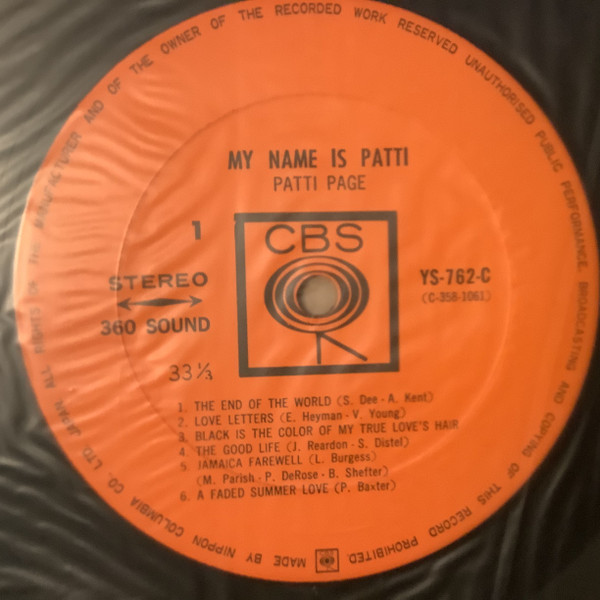 MY NAME IS PATTI
PATTI PAGE
1
CBS
STEREO
360 SOUND
33 1/3
YS-762-C
(C-358-1061)
1. THE END OF THE WORLD (S. Dee - A. Kent)
2. LOVE LETTERS (E. Heyman - V. Young)
3. BLACK IS THE COLOR OF MY TRUE LOVE'S HAIR
4. THE GOOD LIFE (J. Reardon - S. Distel)
5. JAMAICA FAREWELL (L. Burgess)
(M. Parish - P. DeRose - B. Shefter)
6. A FADED SUMMER LOVE (P. Baxter)
MADE BY NIPPON COLUMBIA CO. LTD. JAPAN ALL RIGHTS OF THE MANUFACTURER AND OF THE OWNER OF THE RECORDED WORK RESERVED UNAUTHORISED PUBLIC PERFORMANCE, BROADCASTING AND COPYING OF THIS RECORD PROHIBITED.